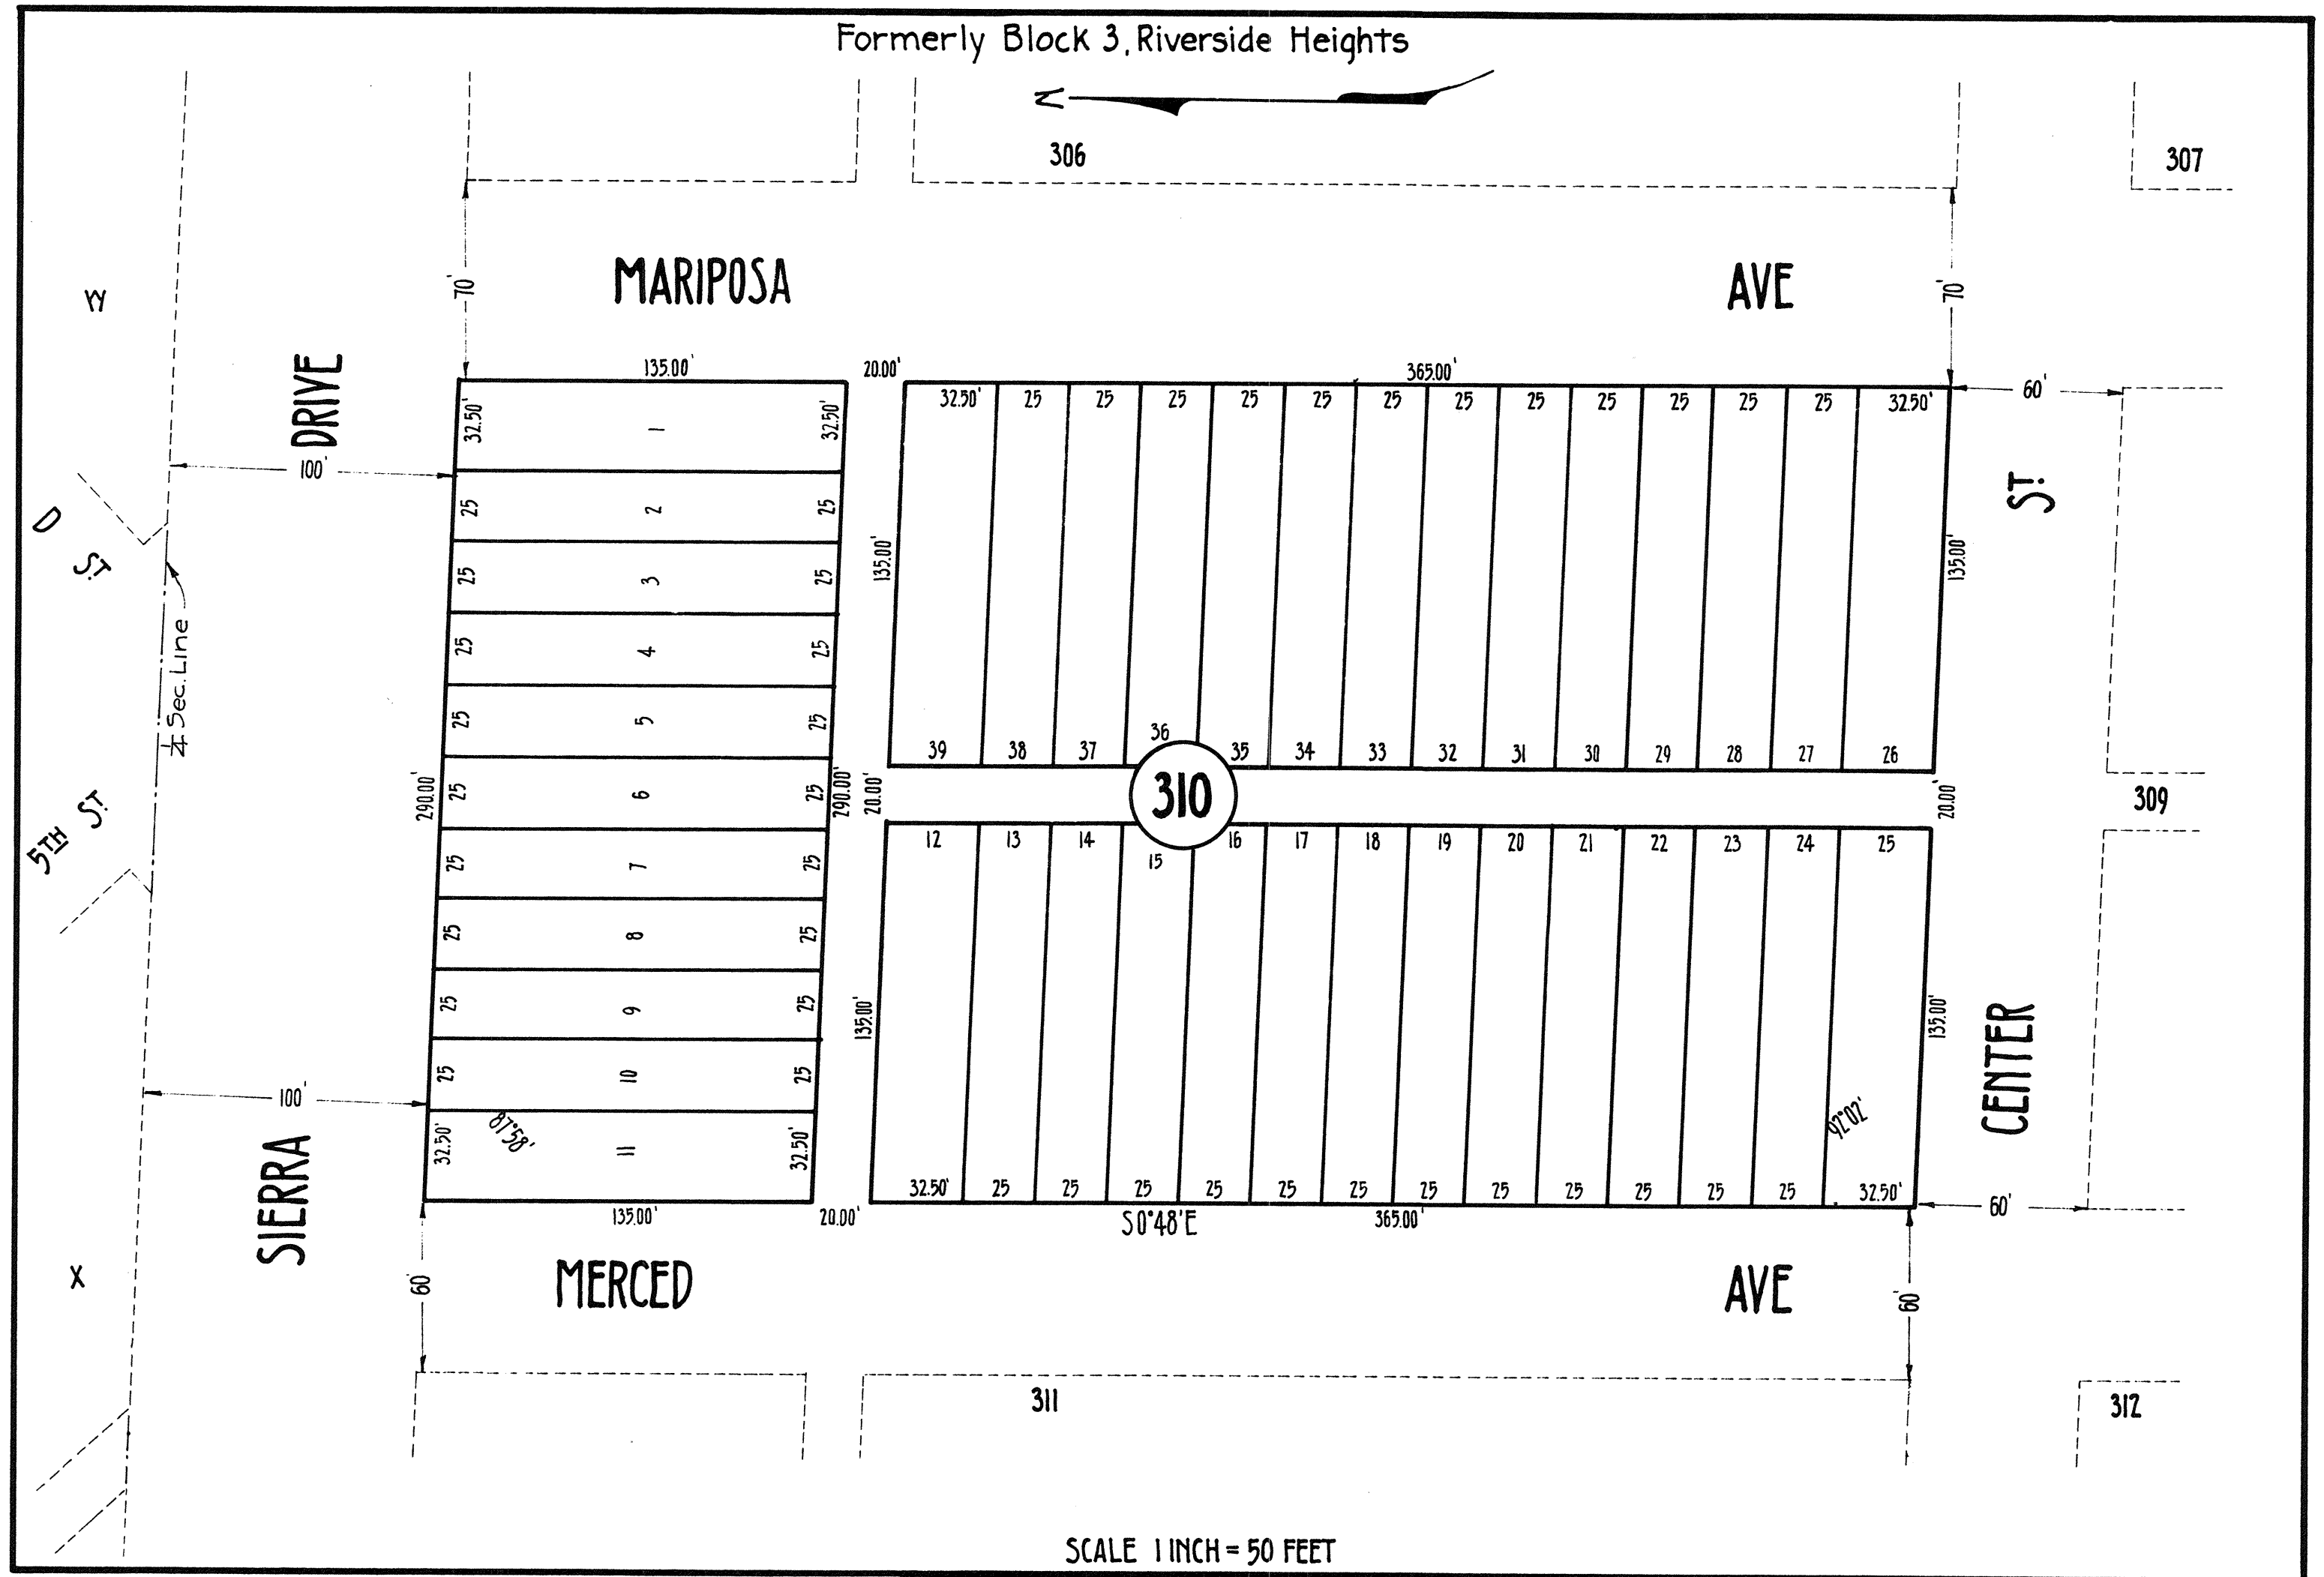 Formerly Block 3, Riverside Heights
N
306
307
W
70'
MARIPOSA AVE
70'
SIERRA DRIVE
135.00'
20.00'
365.00'
60'
100'
D ST.
5TH ST.
1/4 Sec. Line
X
290.00'
32.50' 1 32.50'
25 2 25
25 3 25
25 4 25
25 5 25
25 6 25
25 7 25
25 8 25
25 9 25
25 10 25
32.50' 11 32.50'
87°58'
290.00'
32.50' 25 25 25 25 25 25 25 25 25 25 25 25 32.50'
135.00'
135.00'
39 38 37 36 35 34 33 32 31 30 29 28 27 26
20.00'
310
20.00'
309
12 13 14 15 16 17 18 19 20 21 22 23 24 25
135.00'
135.00'
92°02'
32.50' 25 25 25 25 25 25 25 25 25 25 25 25 32.50'
CENTER ST.
100'
60'
135.00'
20.00'
S0°48'E
365.00'
60'
MERCED AVE
60'
311
312
SCALE 1 INCH = 50 FEET